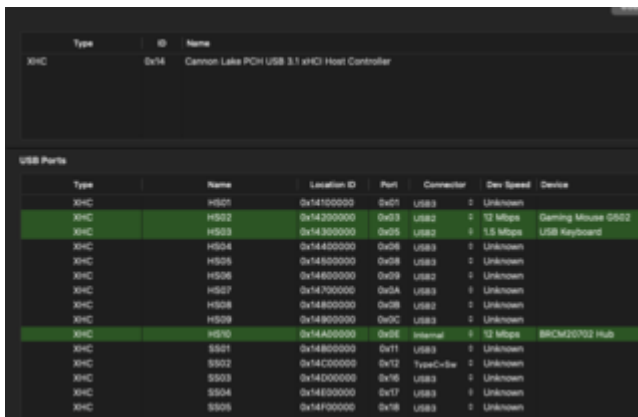 Type ID Name
XHC 0x14 Cannon Lake PCH USB 3.1 xHCI Host Controller
USB Ports
Type Name Location ID Port Connector Dev Speed Device
XHC HS01 0x14100000 0x01 USB3 Unknown
XHC HS02 0x14200000 0x03 USB2 12 Mbps Gaming Mouse G502
XHC HS03 0x14300000 0x05 USB2 1.5 Mbps USB Keyboard
XHC HS04 0x14400000 0x06 USB3 Unknown
XHC HS05 0x14500000 0x08 USB3 Unknown
XHC HS06 0x14600000 0x09 USB2 Unknown
XHC HS07 0x14700000 0x0A USB3 Unknown
XHC HS08 0x14800000 0x0B USB2 Unknown
XHC HS09 0x14900000 0x0C USB3 Unknown
XHC HS10 0x14A00000 0x0E Internal 12 Mbps BRCM20702 Hub
XHC SS01 0x14B00000 0x11 USB3 Unknown
XHC SS02 0x14C00000 0x12 TypeC+Sw Unknown
XHC SS03 0x14D00000 0x16 USB3 Unknown
XHC SS04 0x14E00000 0x17 USB3 Unknown
XHC SS05 0x14F00000 0x18 USB3 Unknown